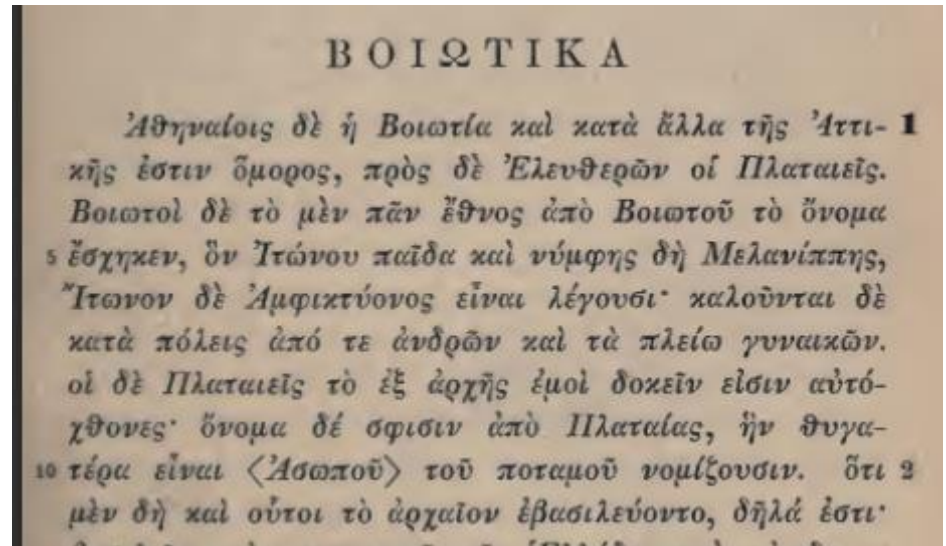 ΒΟΙΩΤΙΚΑ
Ἀθηναίοις δὲ ἡ Βοιωτία καὶ κατὰ ἄλλα τῆς Ἀττι- 1
κῆς ἐστιν ὅμορος, πρὸς δὲ Ἐλευθερῶν οἱ Πλαταιεῖς.
Βοιωτοὶ δὲ τὸ μὲν πᾶν ἔθνος ἀπὸ Βοιωτοῦ τὸ ὄνομα
5 ἔσχηκεν, ὃν Ἰτώνου παῖδα καὶ νύμφης δὴ Μελανίππης,
Ἴτωνον δὲ Ἀμφικτύονος εἶναι λέγουσι· καλοῦνται δὲ
κατὰ πόλεις ἀπό τε ἀνδρῶν καὶ τὰ πλείω γυναικῶν.
οἱ δὲ Πλαταιεῖς τὸ ἐξ ἀρχῆς ἐμοὶ δοκεῖν εἰσιν αὐτό-
χθονες· ὄνομα δέ σφισιν ἀπὸ Πλαταίας, ἣν θυγα-
10 τέρα εἶναι ⟨Ἀσωποῦ⟩ τοῦ ποταμοῦ νομίζουσιν. ὅτι 2
μὲν δὴ καὶ οὗτοι τὸ ἀρχαῖον ἐβασιλεύοντο, δῆλά ἐστι·